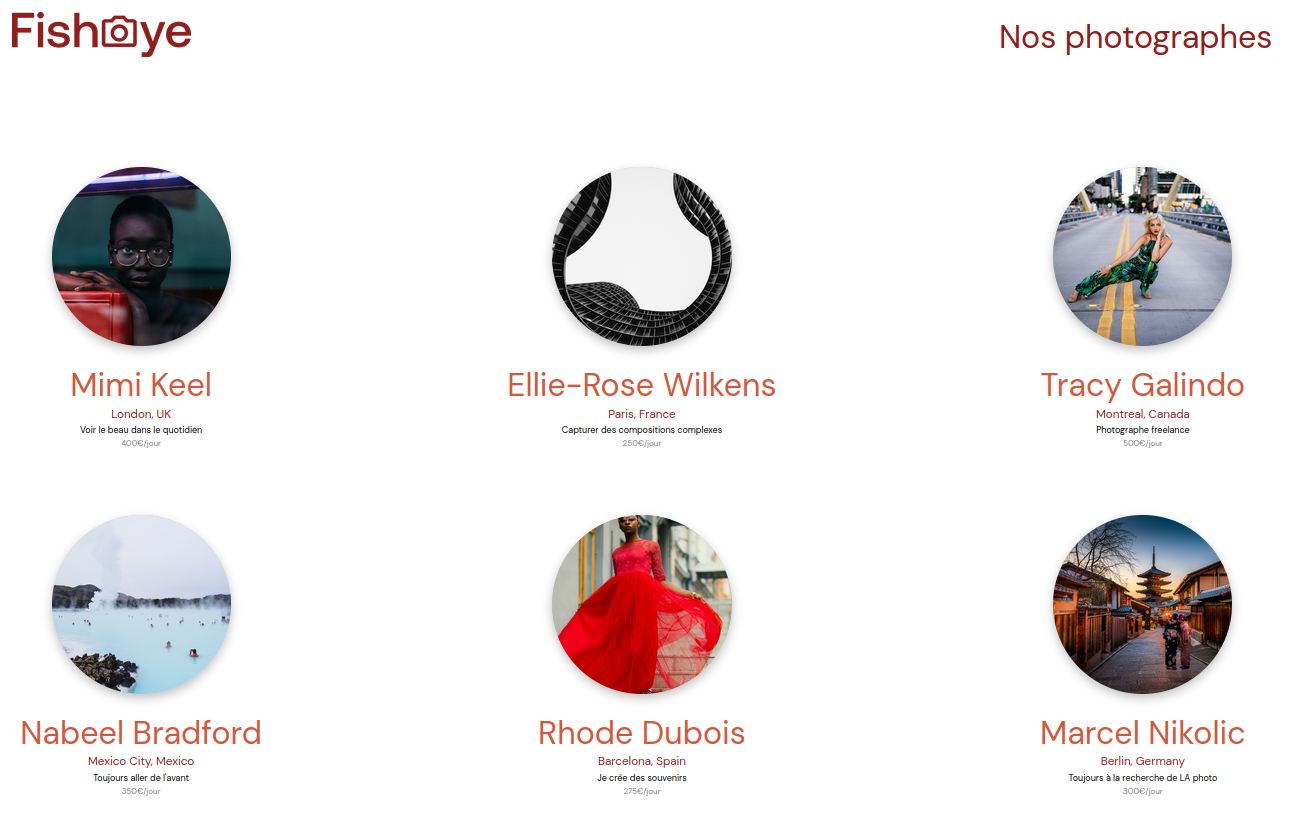 Fisheye
Nos photographes
Mimi Keel
London, UK
Voir le beau dans le quotidien
400€/jour
Ellie-Rose Wilkens
Paris, France
Capturer des compositions complexes
250€/jour
Tracy Galindo
Montreal, Canada
Photographe freelance
500€/jour
Nabeel Bradford
Mexico City, Mexico
Toujours aller de l'avant
350€/jour
Rhode Dubois
Barcelona, Spain
Je crée des souvenirs
275€/jour
Marcel Nikolic
Berlin, Germany
Toujours à la recherche de LA photo
300€/jour